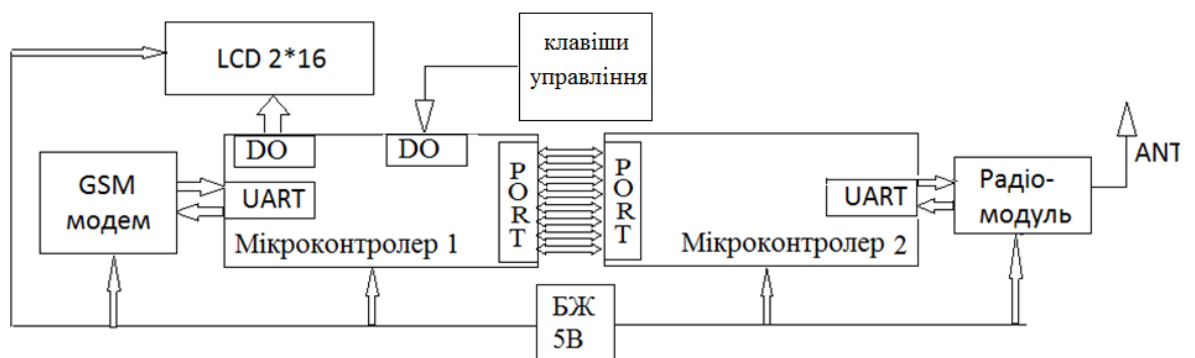 LCD 2*16
клавіши
управління
DO
DO
GSM
модем
UART
PORT
PORT
UART
Радіо-
модуль
ANT
Мікроконтролер 1
Мікроконтролер 2
БЖ
5В